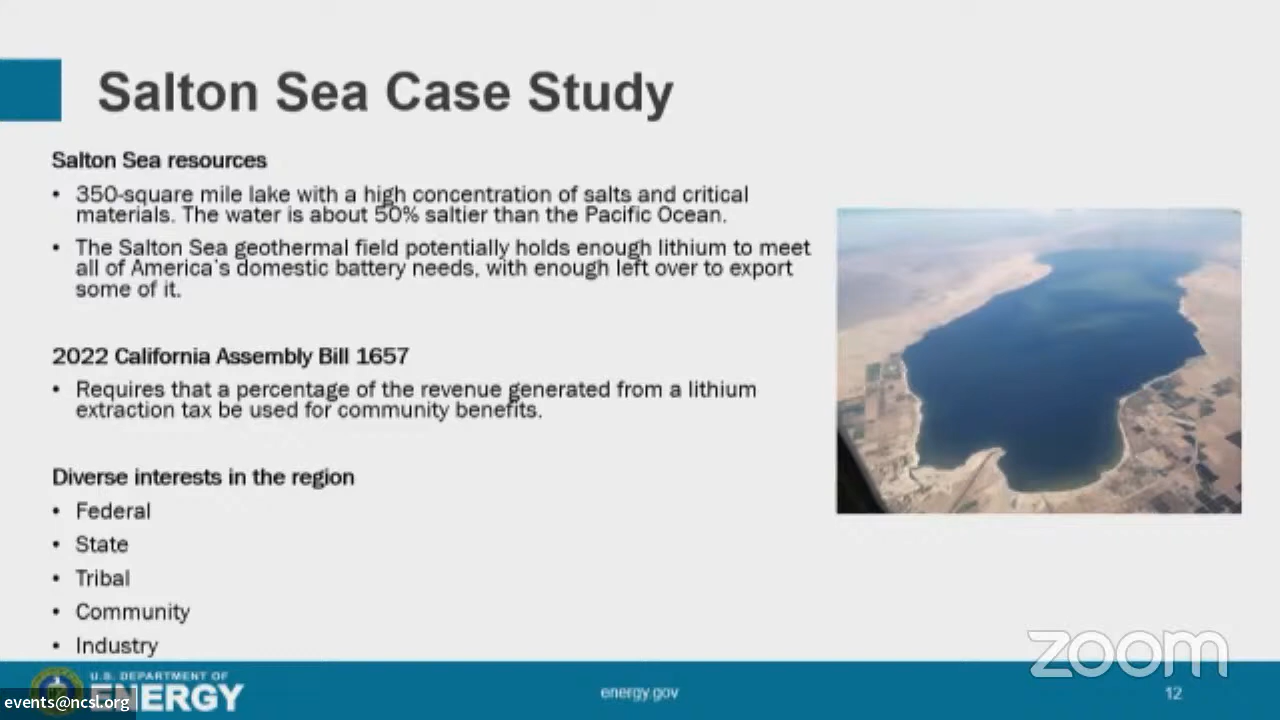 Salton Sea Case Study
Salton Sea resources
• 350-square mile lake with a high concentration of salts and critical
materials. The water is about 50% saltier than the Pacific Ocean.
• The Salton Sea geothermal field potentially holds enough lithium to meet
all of America's domestic battery needs, with enough left over to export
some of it.
2022 California Assembly Bill 1657
• Requires that a percentage of the revenue generated from a lithium
extraction tax be used for community benefits.
Diverse interests in the region
• Federal
• State
• Tribal
• Community
• Industry
zoom
U.S. DEPARTMENT OF
ENERGY
events@ncsl.org
energy.gov
12